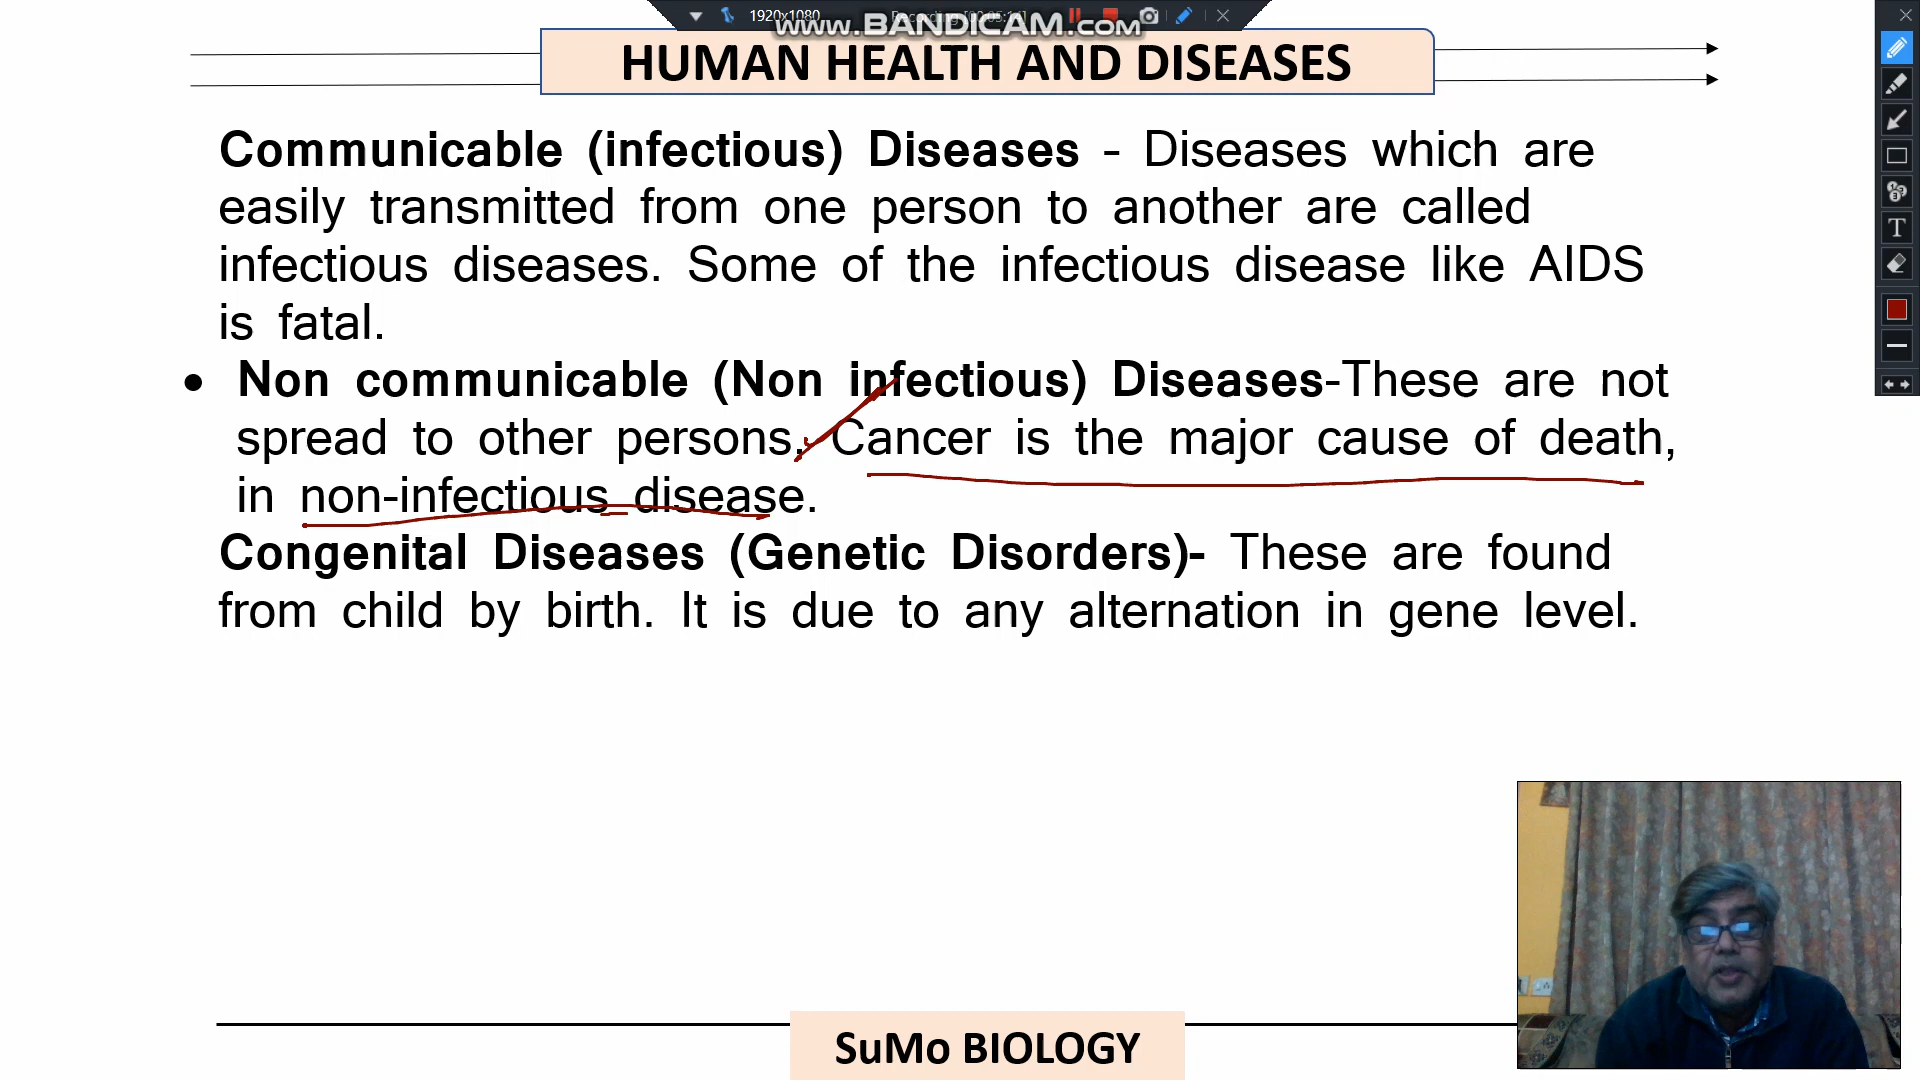 1920x1080
Recording [00:05:14]
www.BANDICAM.com
HUMAN HEALTH AND DISEASES
Communicable (infectious) Diseases - Diseases which are
easily transmitted from one person to another are called
infectious diseases. Some of the infectious disease like AIDS
is fatal.
• Non communicable (Non infectious) Diseases-These are not
spread to other persons. Cancer is the major cause of death,
in non-infectious disease.
Congenital Diseases (Genetic Disorders)- These are found
from child by birth. It is due to any alternation in gene level.
SuMo BIOLOGY